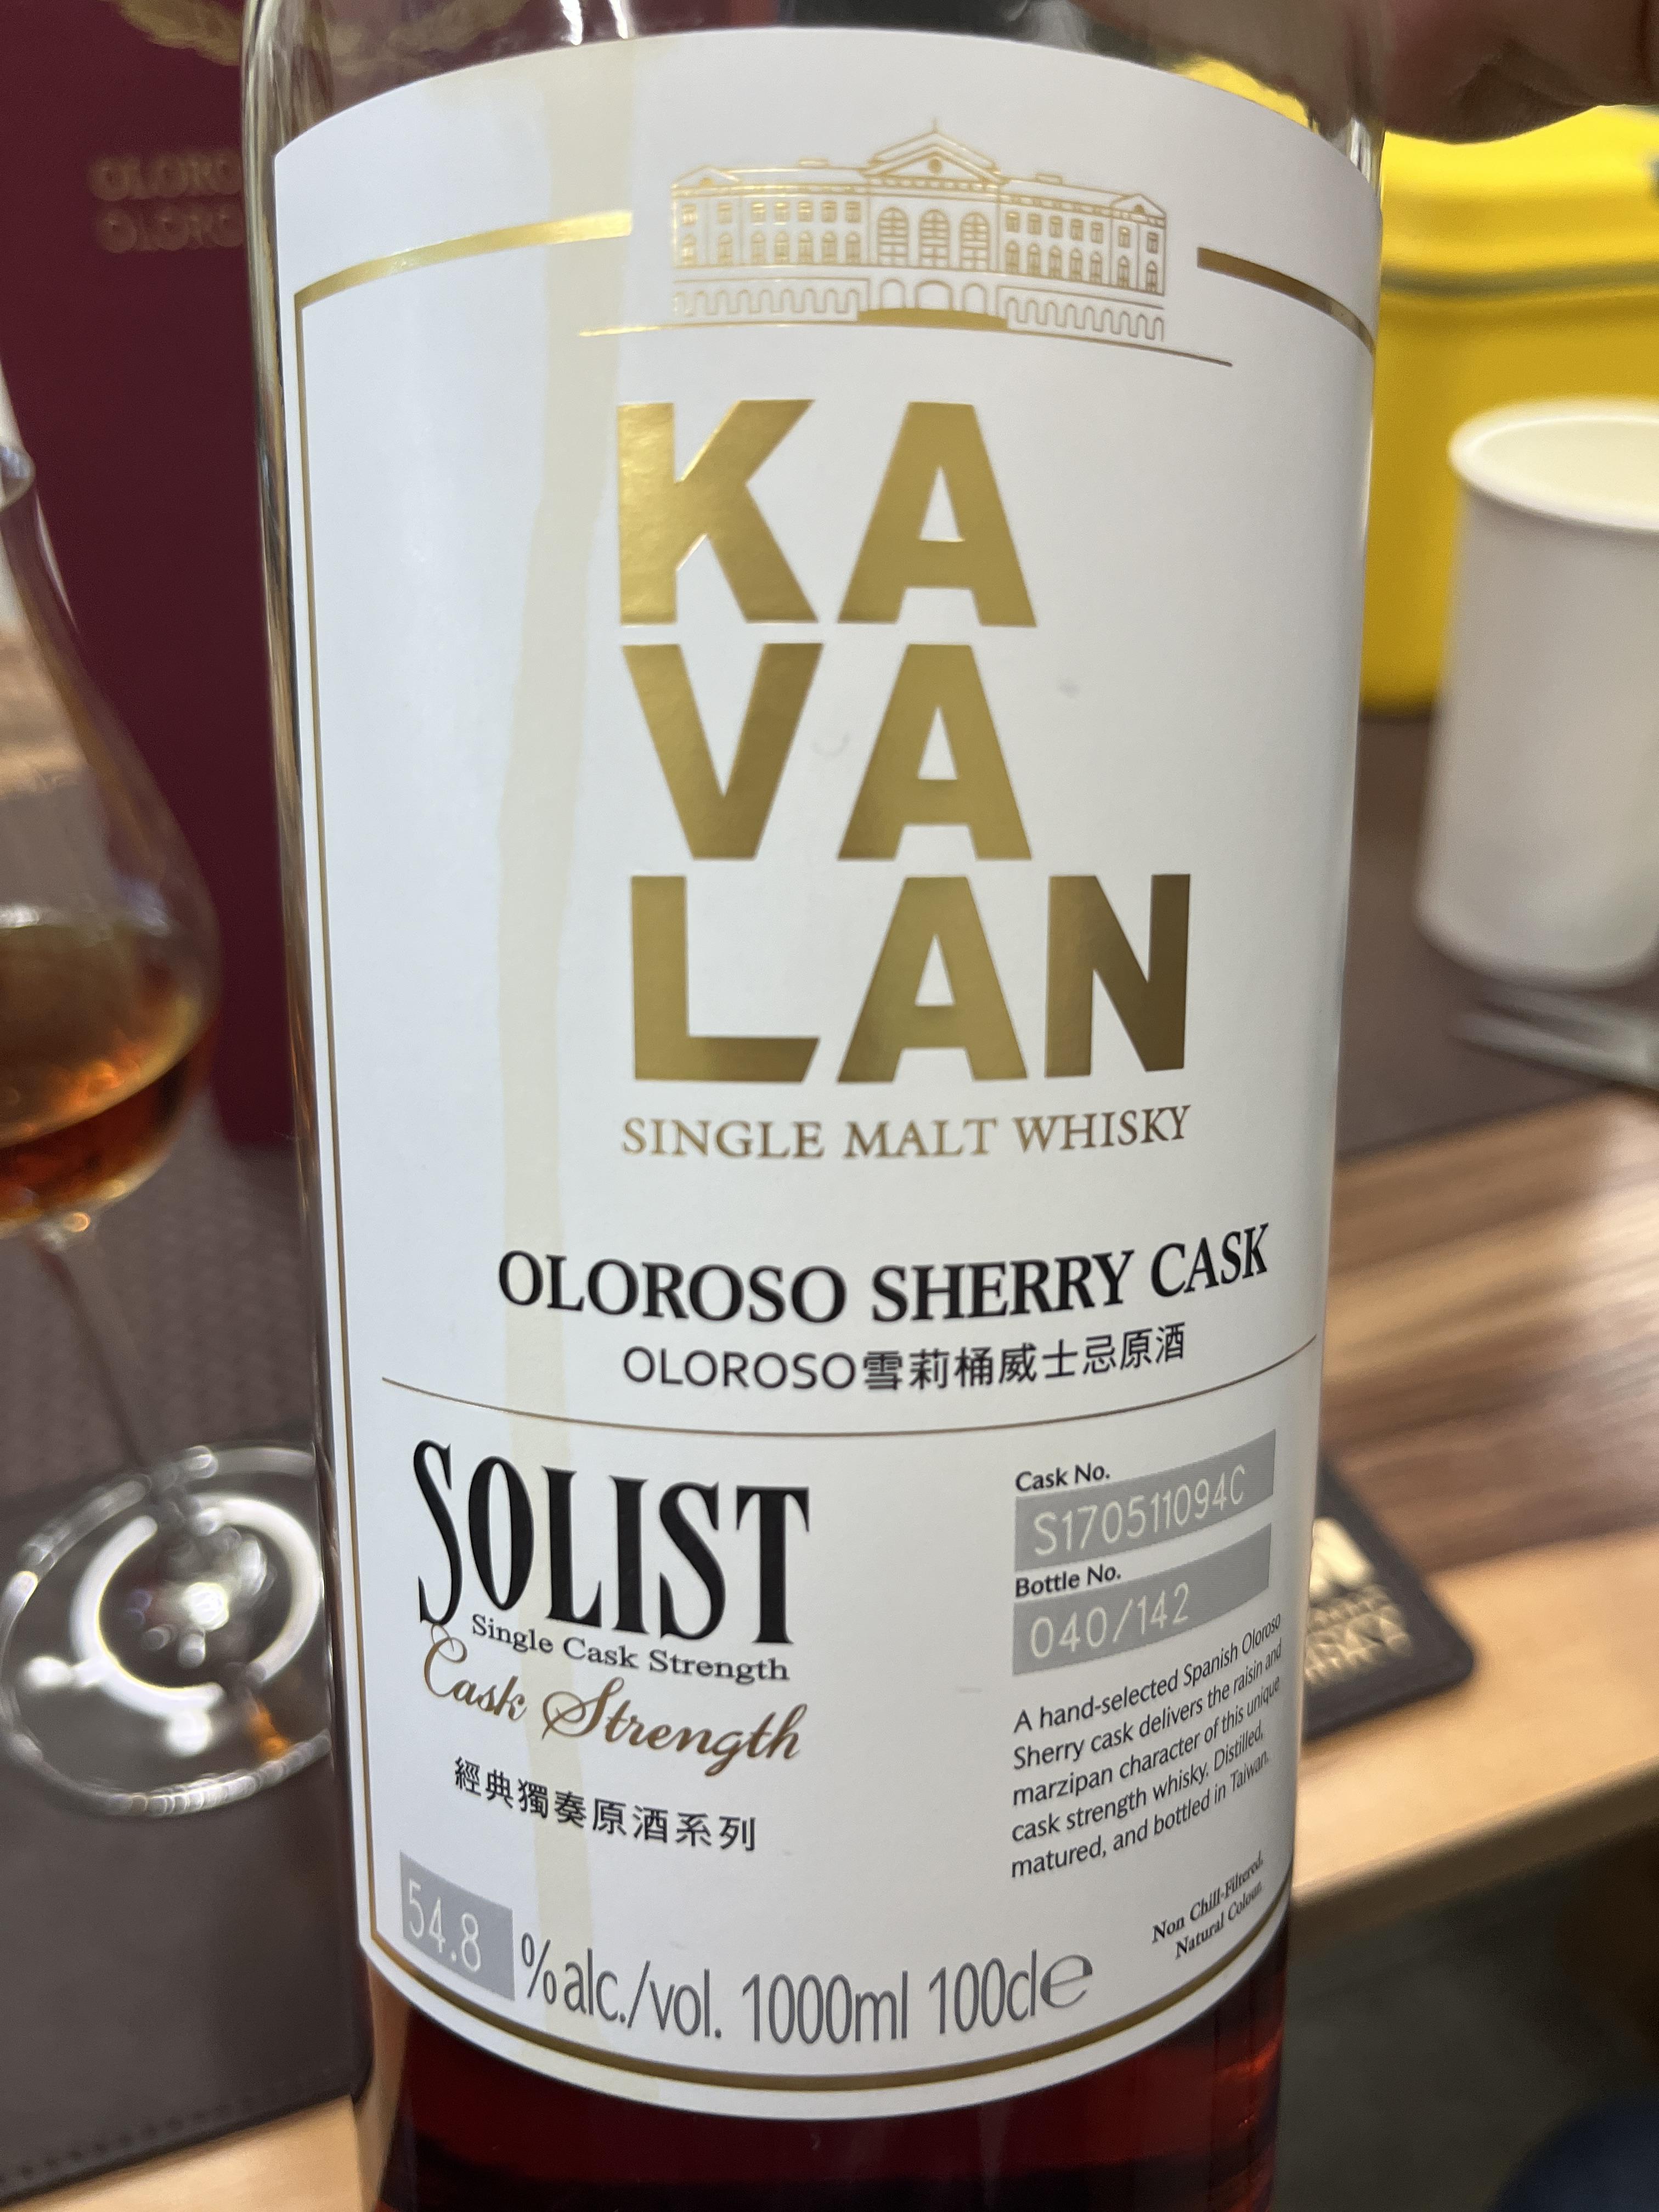 KA
VA
LAN
SINGLE MALT WHISKY
OLOROSO SHERRY CASK
OLOROSO雪莉桶威士忌原酒
SOLIST
Single Cask Strength
Cask Strength
經典獨奏原酒系列
Cask No.
S170511094C
Bottle No.
040/142
A hand-selected Spanish Oloroso
Sherry cask delivers the raisin and
marzipan character of this unique
cask strength whisky. Distilled,
matured, and bottled in Taiwan.
Non Chill-Filtered.
Natural Colour.
54.8 %alc./vol. 1000ml 100cl℮